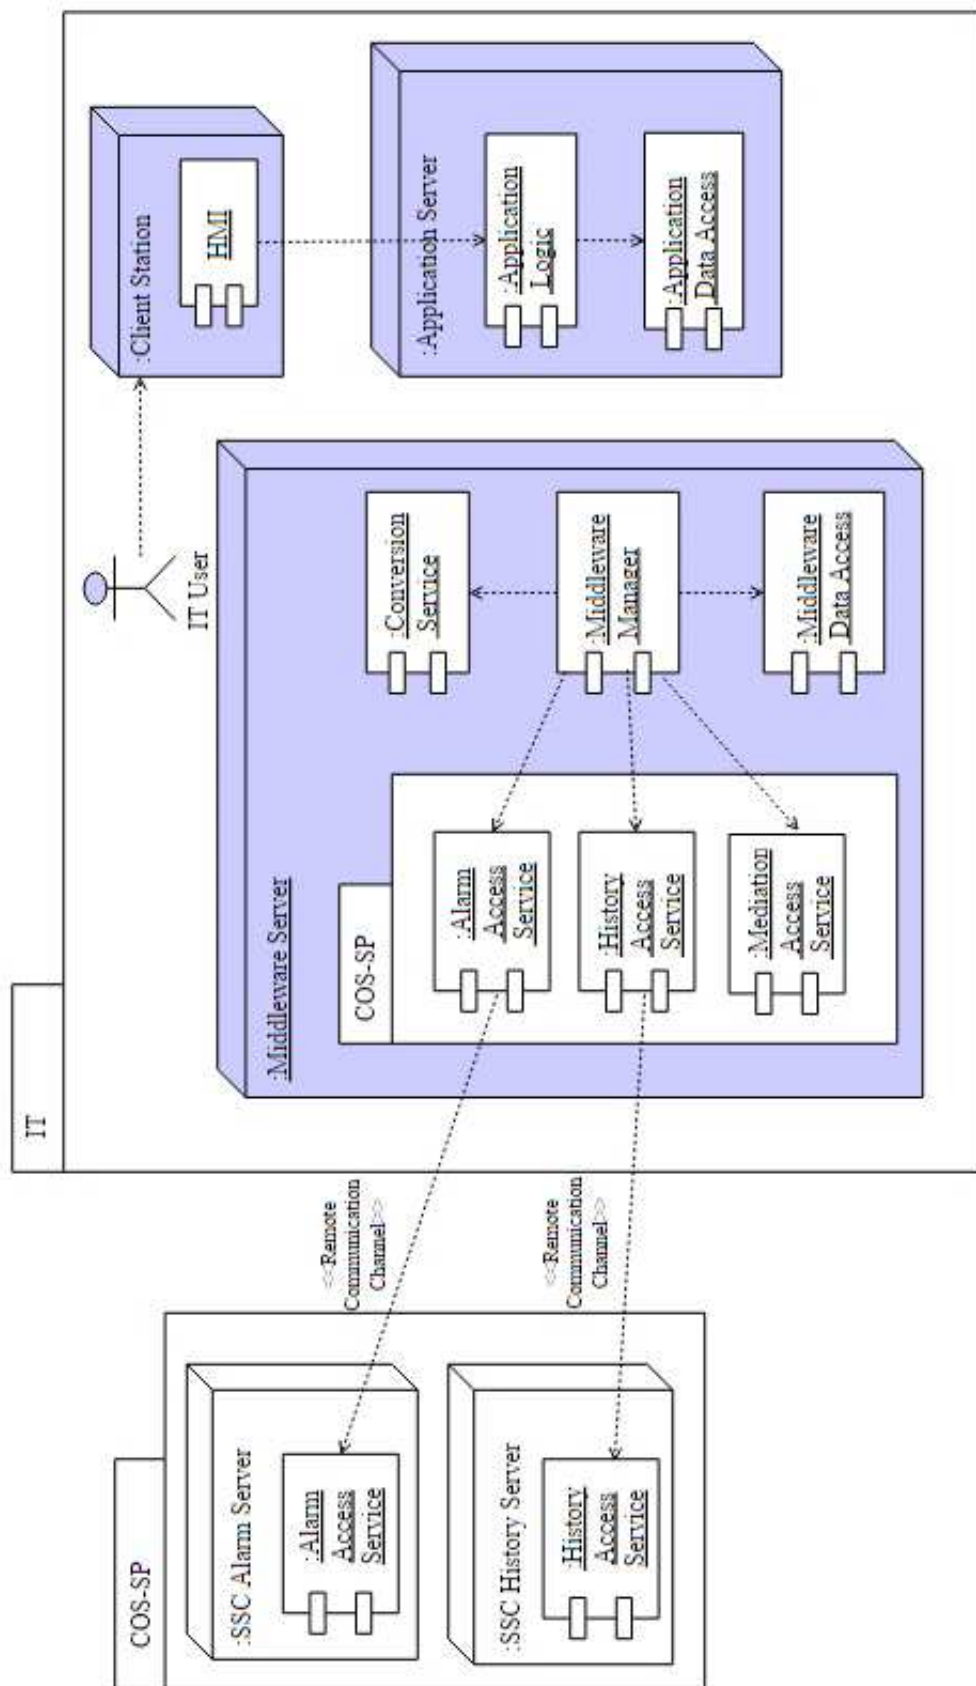 COS-SP
:SSC Alarm Server
:Alarm
Access
Service
:SSC History Server
:History
Access
Service
<<Remote
Communication
Channel>>
<<Remote
Communication
Channel>>
IT
:Middleware Server
COS-SP
:Alarm
Access
Service
:History
Access
Service
:Mediation
Access
Service
:Conversion
Service
:Middleware
Manager
:Middleware
Data Access
IT User
:Client Station
HMI
:Application Server
:Application
Logic
:Application
Data Access